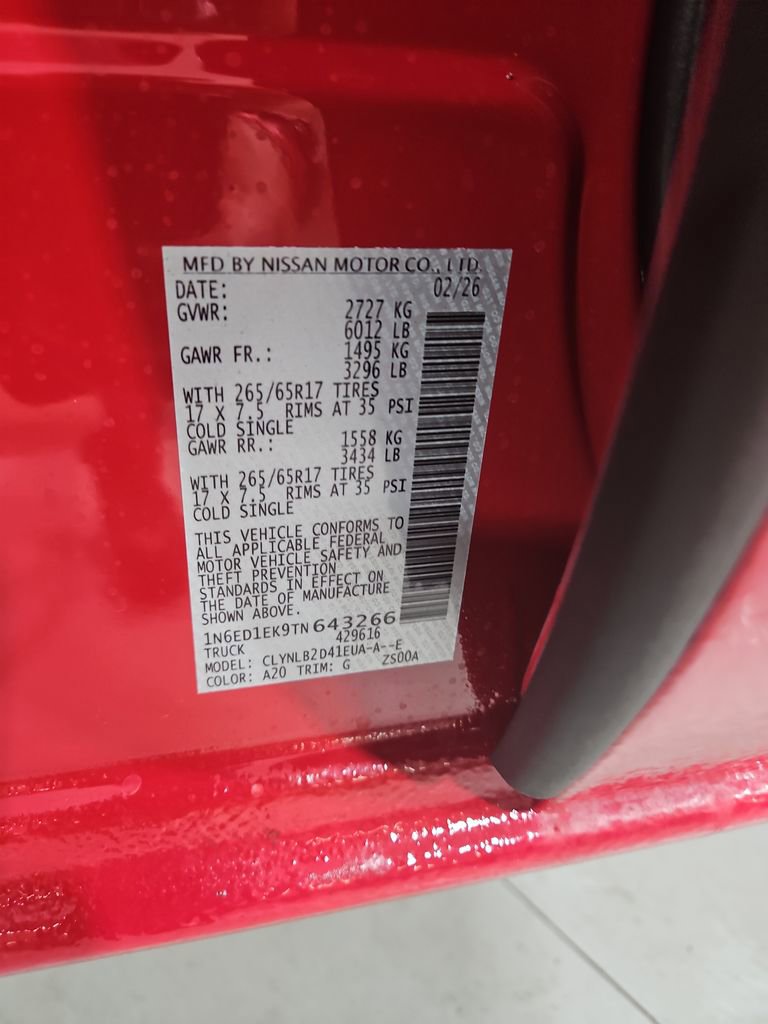 MFD BY NISSAN MOTOR CO., LTD.
DATE: 02/26
GVWR: 2727 KG
6012 LB
GAWR FR.: 1495 KG
3296 LB
WITH 265/65R17 TIRES
17 X 7.5 RIMS AT 35 PSI
COLD SINGLE
GAWR RR.: 1558 KG
3434 LB
WITH 265/65R17 TIRES
17 X 7.5 RIMS AT 35 PSI
COLD SINGLE
THIS VEHICLE CONFORMS TO
ALL APPLICABLE FEDERAL
MOTOR VEHICLE SAFETY AND
THEFT PREVENTION
STANDARDS IN EFFECT ON
THE DATE OF MANUFACTURE
SHOWN ABOVE.
1N6ED1EK9TN643266
TRUCK 429616
MODEL: CLYNLB2D41EUA-A--E
COLOR: A20 TRIM: G ZS00A